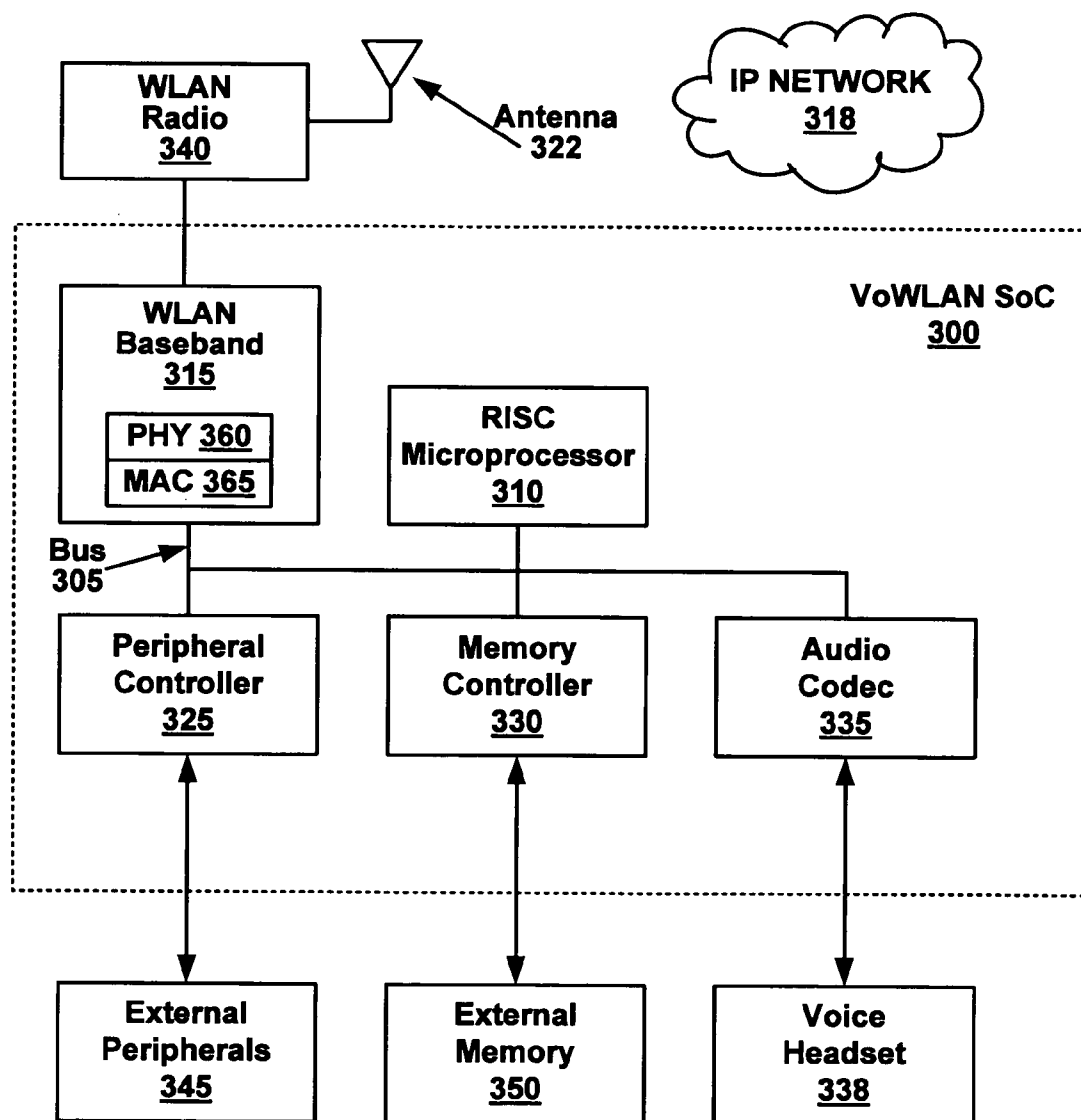 WLAN
Radio
340
Antenna
322
IP NETWORK
318
VoWLAN SoC
300
WLAN
Baseband
315
PHY 360
MAC 365
RISC
Microprocessor
310
Bus
305
Peripheral
Controller
325
Memory
Controller
330
Audio
Codec
335
External
Peripherals
345
External
Memory
350
Voice
Headset
338